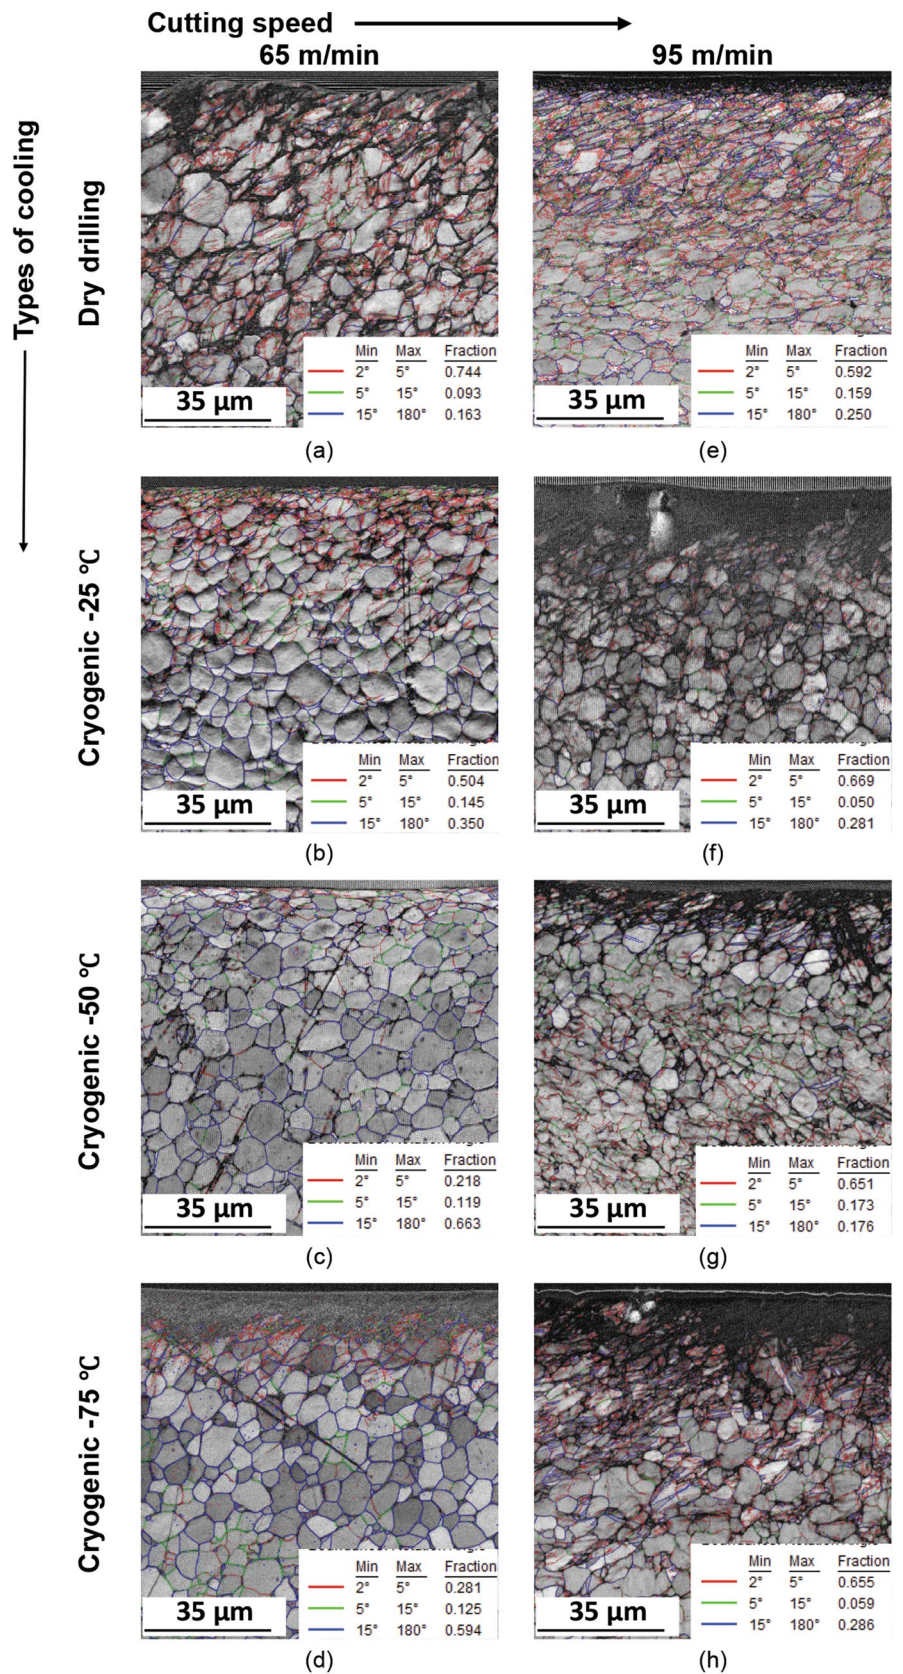 Cutting speed
65 m/min
95 m/min
Types of cooling
Dry drilling
Min Max Fraction
2° 5° 0.744
5° 15° 0.093
15° 180° 0.163
35 µm
(a)
Min Max Fraction
2° 5° 0.592
5° 15° 0.159
15° 180° 0.250
35 µm
(e)
Cryogenic -25 °C
Min Max Fraction
2° 5° 0.504
5° 15° 0.145
15° 180° 0.350
35 µm
(b)
Min Max Fraction
2° 5° 0.669
5° 15° 0.050
15° 180° 0.281
35 µm
(f)
Cryogenic -50 °C
Min Max Fraction
2° 5° 0.218
5° 15° 0.119
15° 180° 0.663
35 µm
(c)
Min Max Fraction
2° 5° 0.651
5° 15° 0.173
15° 180° 0.176
35 µm
(g)
Cryogenic -75 °C
Min Max Fraction
2° 5° 0.281
5° 15° 0.125
15° 180° 0.594
35 µm
(d)
Min Max Fraction
2° 5° 0.655
5° 15° 0.059
15° 180° 0.286
35 µm
(h)